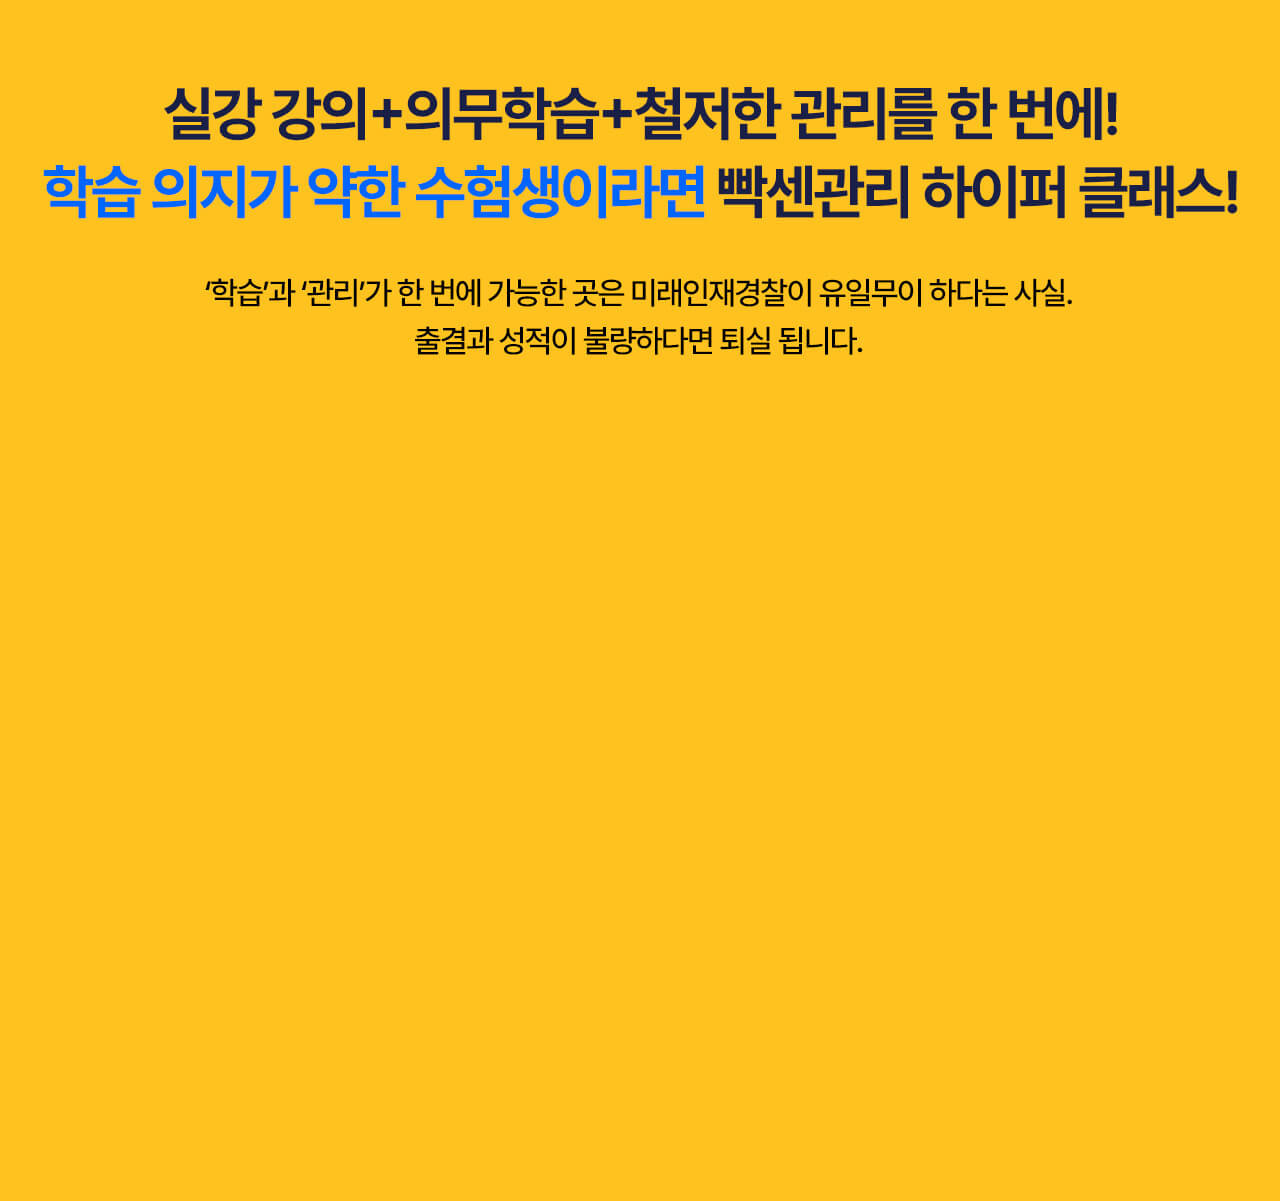 실강 강의+의무학습+철저한 관리를 한 번에!
학습 의지가 약한 수험생이라면 빡센관리 하이퍼 클래스!
‘학습’과 ‘관리’가 한 번에 가능한 곳은 미래인재경찰이 유일무이 하다는 사실.
출결과 성적이 불량하다면 퇴실 됩니다.